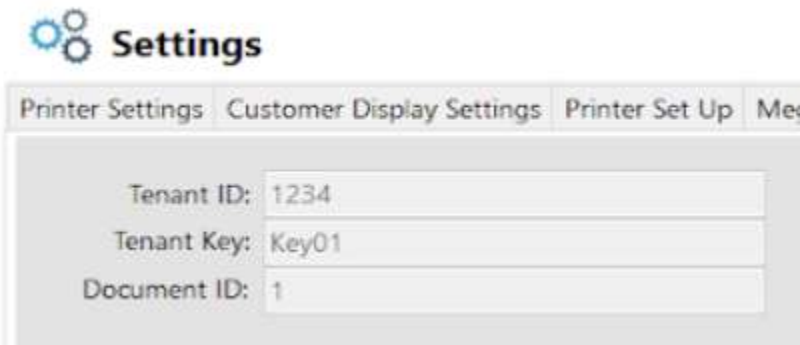 Settings
Printer Settings Customer Display Settings Printer Set Up
Tenant ID: 1234
Tenant Key: Key01
Document ID: 1